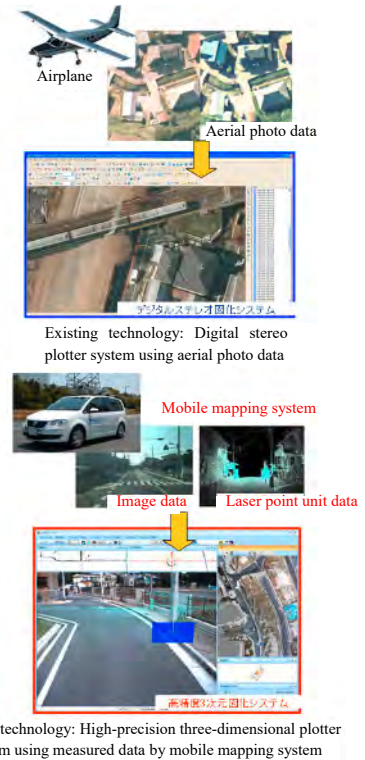 Airplane
Aerial photo data
デジタルステレオ図化システム
Existing technology: Digital stereo
plotter system using aerial photo data
Mobile mapping system
Image data
Laser point unit data
高精度3次元図化システム
technology: High-precision three-dimensional plotter
using measured data by mobile mapping system